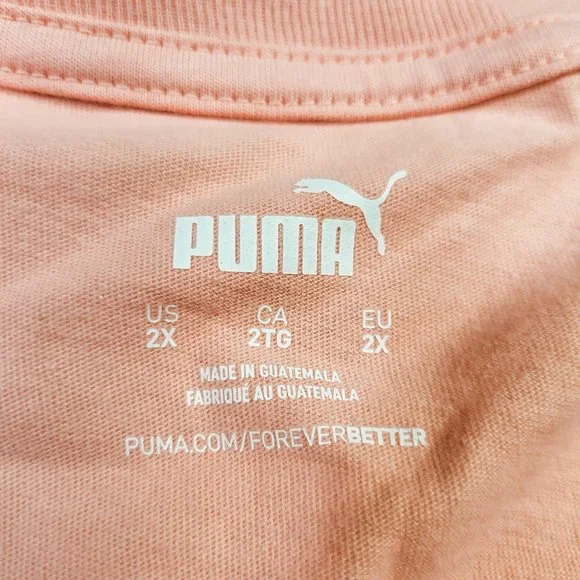 PUMA
US CA EU
2X 2TG 2X
MADE IN GUATEMALA
FABRIQUÉ AU GUATEMALA
PUMA.COM/FOREVERBETTER